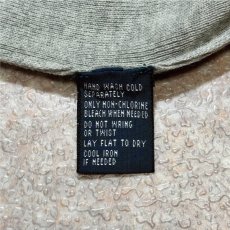 HAND WASH COLD
SEPARATELY
ONLY NON-CHLORINE
BLEACH WHEN NEEDED
DO NOT WRING
OR TWIST
LAY FLAT TO DRY
COOL IRON
IF NEEDED